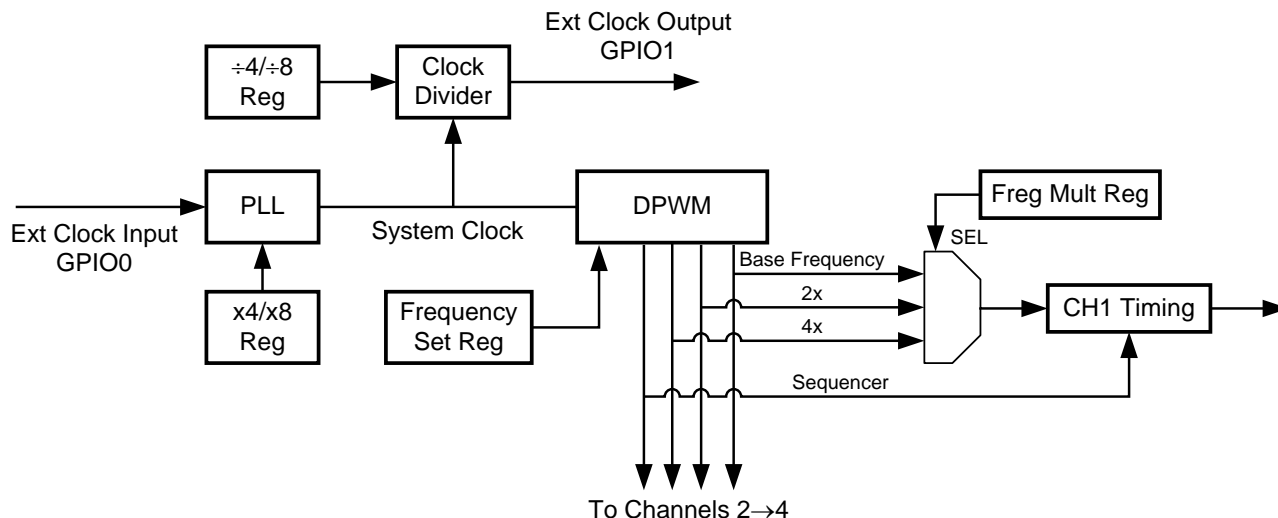 Ext Clock Output
GPIO1
÷4/÷8
Reg
Clock
Divider
PLL
DPWM
Freg Mult Reg
Ext Clock Input
GPIO0
System Clock
SEL
Base Frequency
x4/x8
Reg
Frequency
Set Reg
2x
CH1 Timing
4x
Sequencer
To Channels 2→4